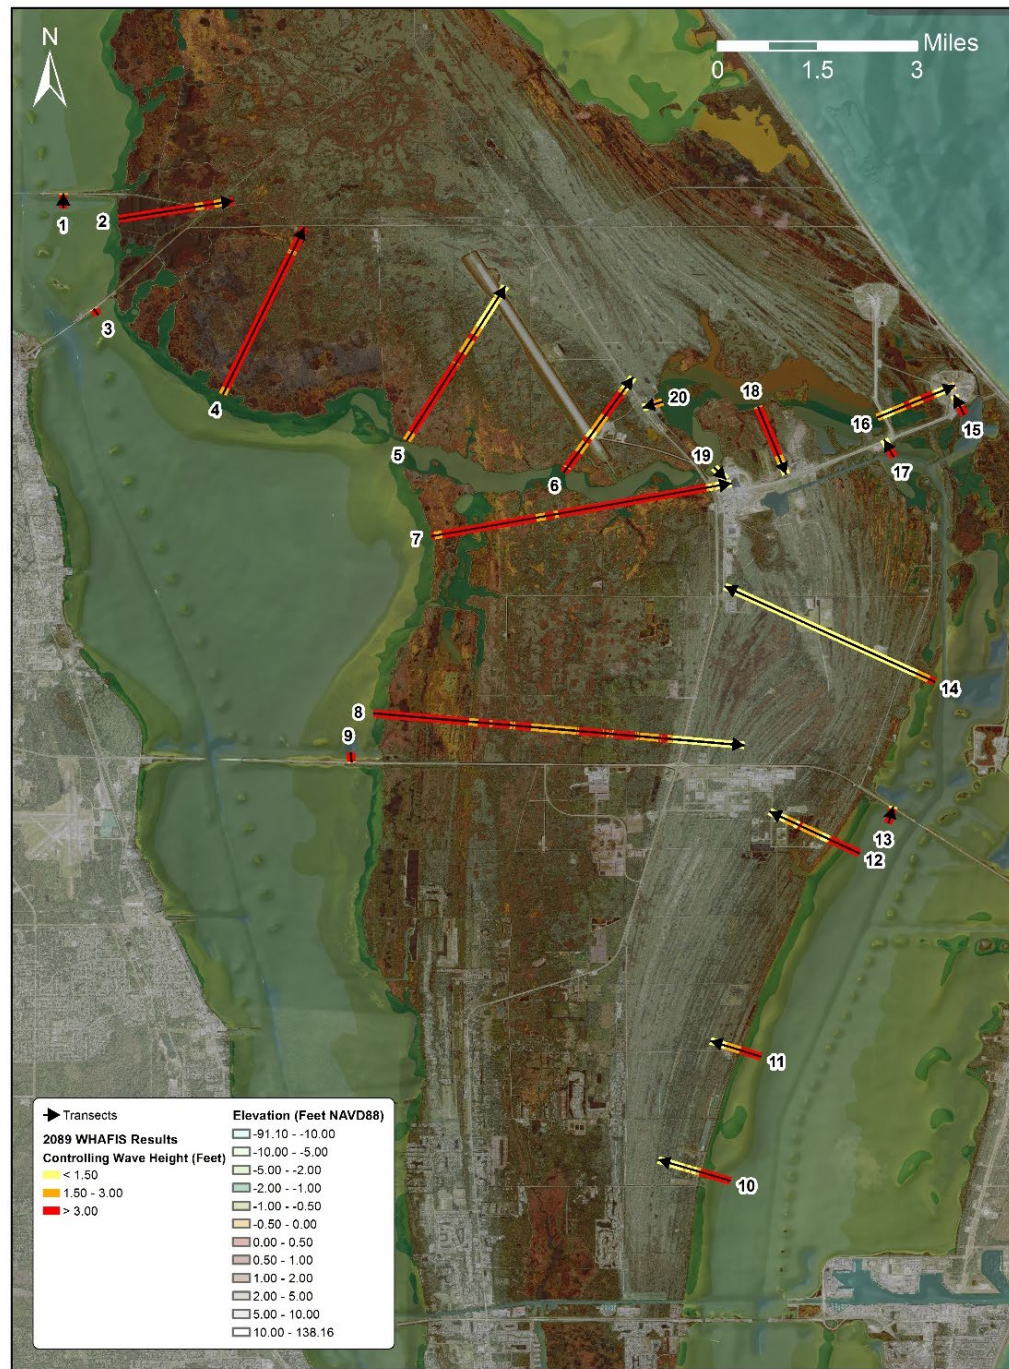 N
Miles
0 1.5 3
1
2
3
4
5
6
7
8
9
10
11
12
13
14
15
16
17
18
19
20
Transects
2089 WHAFIS Results
Controlling Wave Height (Feet)
< 1.50
1.50 - 3.00
> 3.00
Elevation (Feet NAVD88)
-91.10 - -10.00
-10.00 - -5.00
-5.00 - -2.00
-2.00 - -1.00
-1.00 - -0.50
-0.50 - 0.00
0.00 - 0.50
0.50 - 1.00
1.00 - 2.00
2.00 - 5.00
5.00 - 10.00
10.00 - 138.16